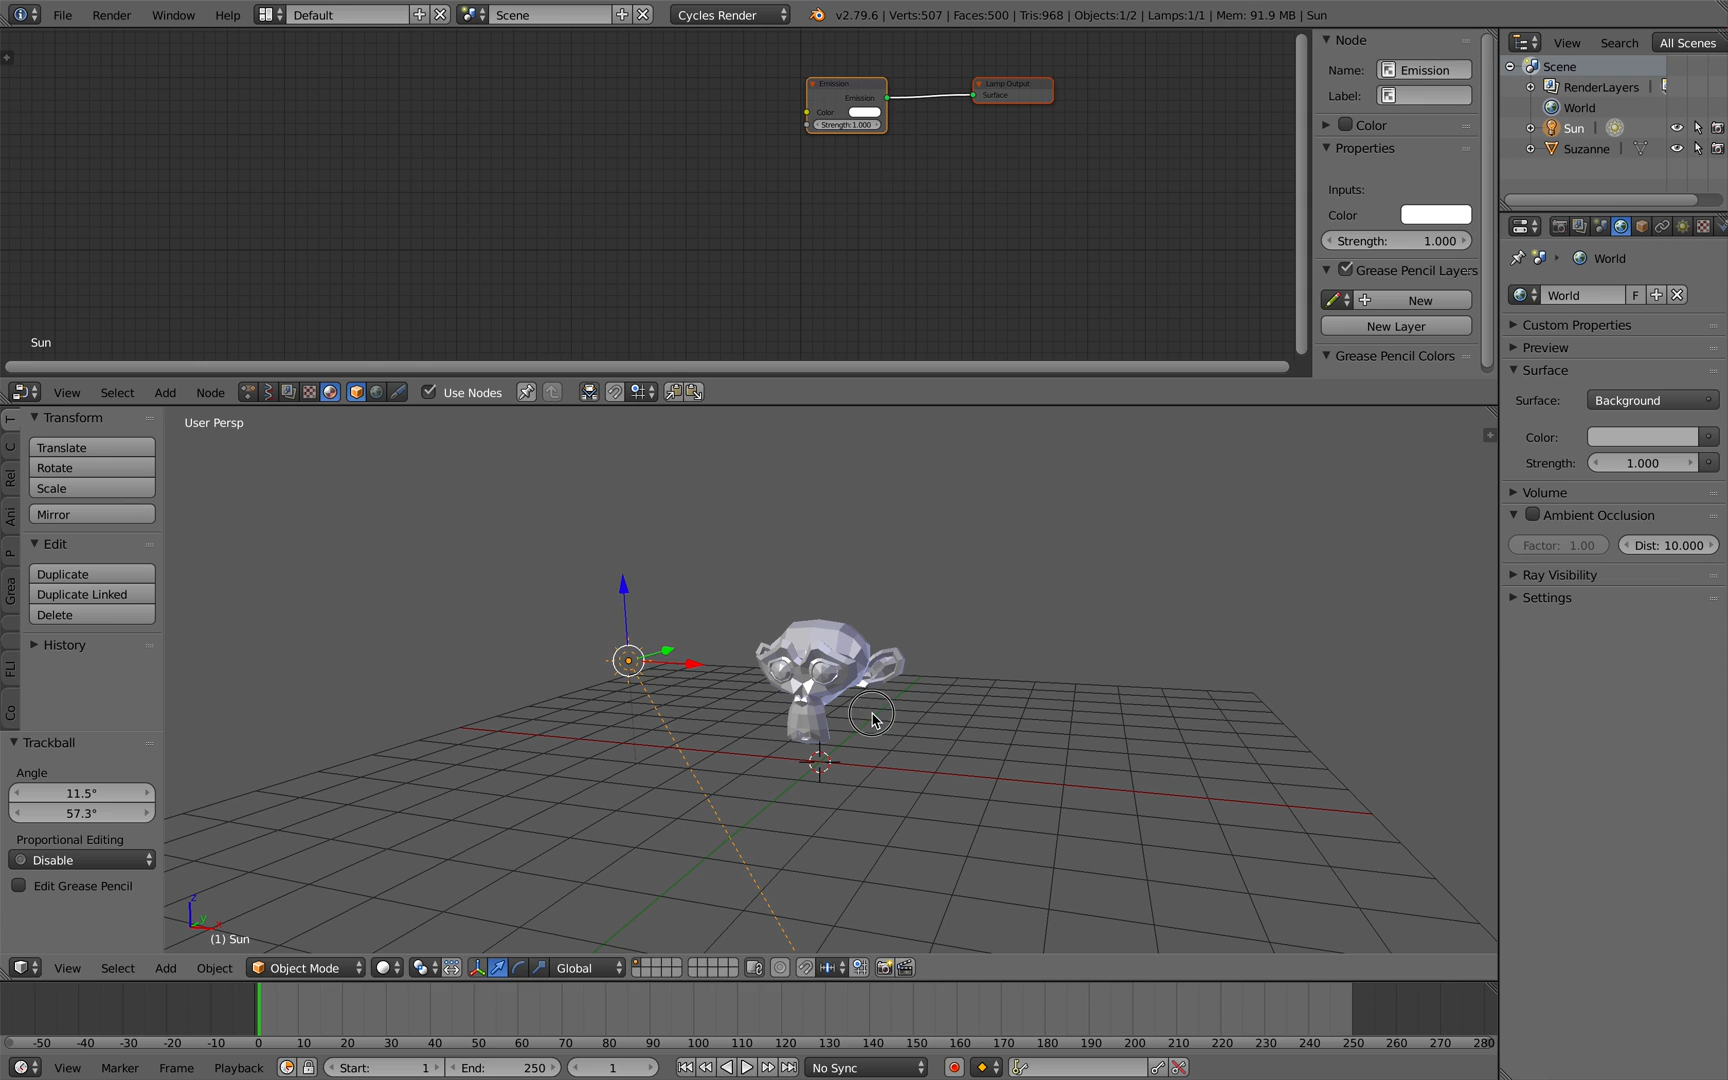 File Render Window Help Default Scene Cycles Render v2.79.6 | Verts:507 | Faces:500 | Tris:968 | Objects:1/2 | Lamps:1/1 | Mem: 91.9 MB | Sun
Emission
Emission
Color
Strength:1.000
Lamp Output
Surface
Sun
Node
Name: Emission
Label:
Color
Properties
Inputs:
Color
Strength: 1.000
Grease Pencil Layers
New
New Layer
Grease Pencil Colors
View Search All Scenes
Scene
RenderLayers
World
Sun
Suzanne
World
World F
Custom Properties
Preview
Surface
Surface: Background
Color:
Strength: 1.000
Volume
Ambient Occlusion
Factor: 1.00 Dist: 10.000
Ray Visibility
Settings
View Select Add Node Use Nodes
T
C
Rel
Ani
P
Grea
FLI
Co
Transform
Translate
Rotate
Scale
Mirror
Edit
Duplicate
Duplicate Linked
Delete
History
Trackball
Angle
11.5°
57.3°
Proportional Editing
Disable
Edit Grease Pencil
User Persp
z
y
x
(1) Sun
View Select Add Object Object Mode Global
-50 -40 -30 -20 -10 0 10 20 30 40 50 60 70 80 90 100 110 120 130 140 150 160 170 180 190 200 210 220 230 240 250 260 270 280
View Marker Frame Playback Start: 1 End: 250 1 No Sync